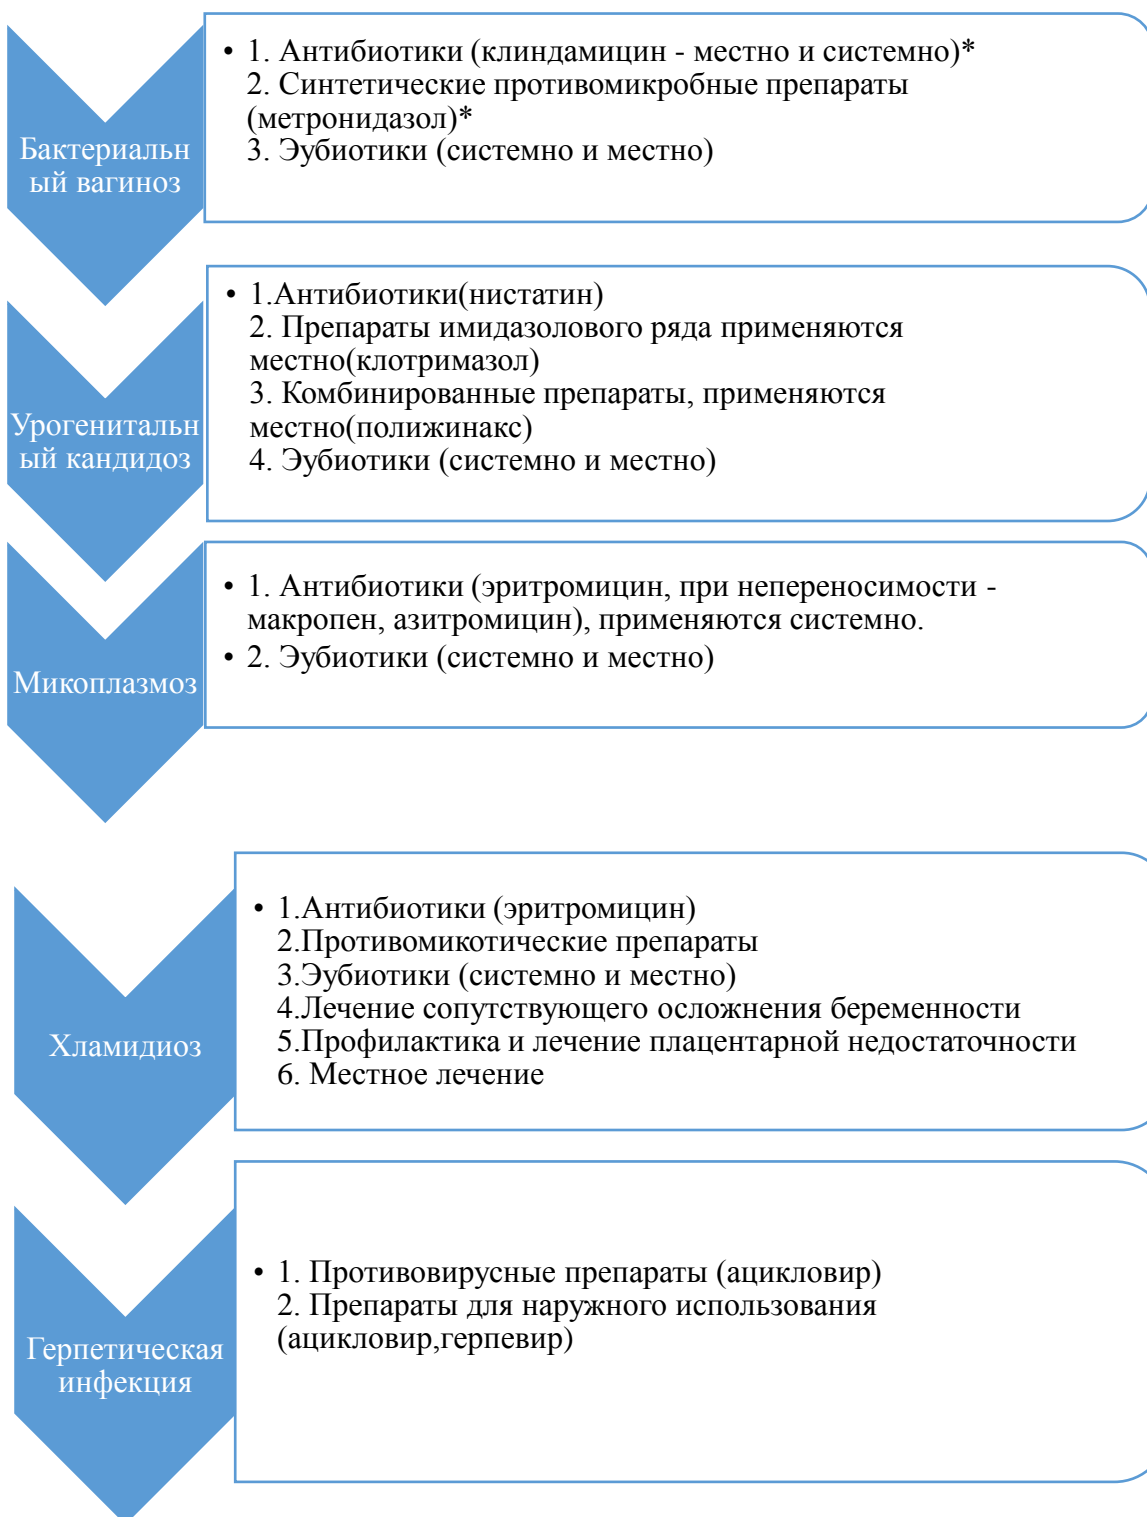 Бактериальн
ый вагиноз
• 1. Антибиотики (клиндамицин - местно и системно)*
2. Синтетические противомикробные препараты
(метронидазол)*
3. Эубиотики (системно и местно)
Урогенитальн
ый кандидоз
• 1.Антибиотики(нистатин)
2. Препараты имидазолового ряда применяются
местно(клотримазол)
3. Комбинированные препараты, применяются
местно(полижинакс)
4. Эубиотики (системно и местно)
Микоплазмоз
• 1. Антибиотики (эритромицин, при непереносимости -
макропен, азитромицин), применяются системно.
• 2. Эубиотики (системно и местно)
Хламидиоз
• 1.Антибиотики (эритромицин)
2.Противомикотические препараты
3.Эубиотики (системно и местно)
4.Лечение сопутствующего осложнения беременности
5.Профилактика и лечение плацентарной недостаточности
6. Местное лечение
Герпетическая
инфекция
• 1. Противовирусные препараты (ацикловир)
2. Препараты для наружного использования
(ацикловир,герпевир)